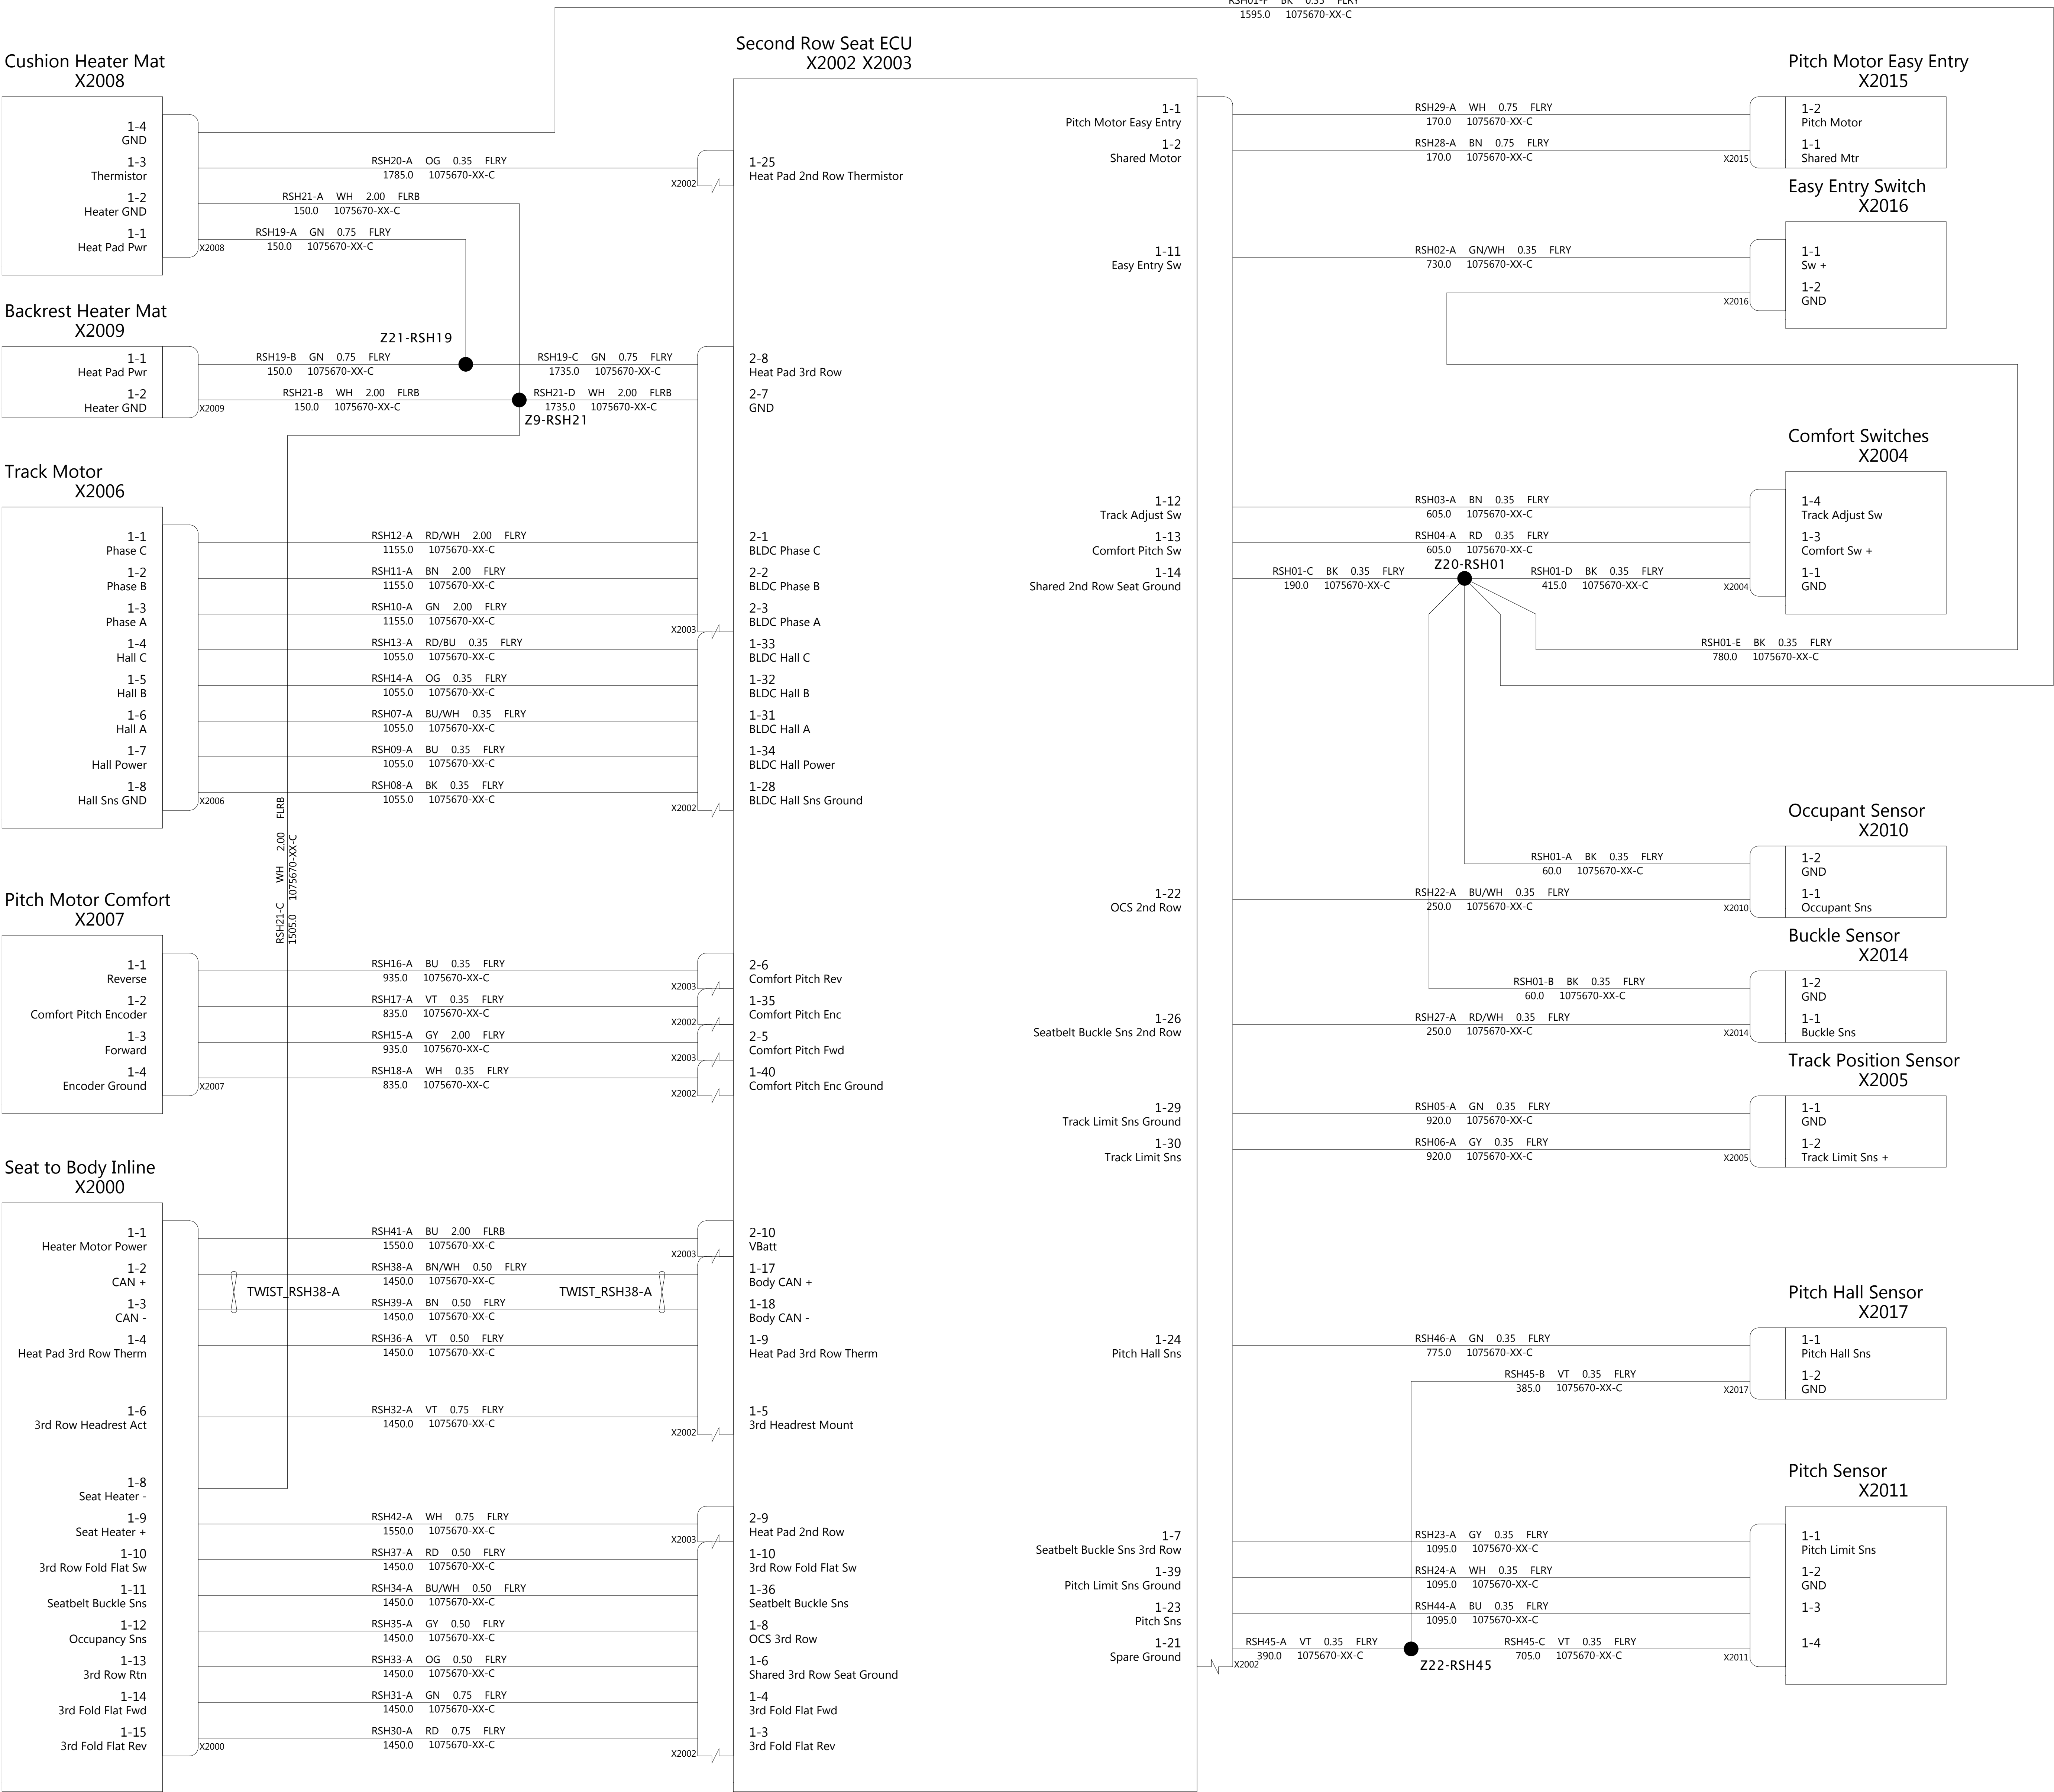 RSH01-F BK 0.35 FLRY
1595.0 1075670-XX-C
Second Row Seat ECU
X2002 X2003
Cushion Heater Mat
X2008
1-4
GND
1-3
Thermistor
1-2
Heater GND
1-1
Heat Pad Pwr
X2008
RSH20-A OG 0.35 FLRY
1785.0 1075670-XX-C
RSH21-A WH 2.00 FLRB
150.0 1075670-XX-C
RSH19-A GN 0.75 FLRY
150.0 1075670-XX-C
X2002
1-25
Heat Pad 2nd Row Thermistor
Backrest Heater Mat
X2009
1-1
Heat Pad Pwr
1-2
Heater GND
X2009
Z21-RSH19
RSH19-B GN 0.75 FLRY
150.0 1075670-XX-C
RSH19-C GN 0.75 FLRY
1735.0 1075670-XX-C
RSH21-B WH 2.00 FLRB
150.0 1075670-XX-C
RSH21-D WH 2.00 FLRB
1735.0 1075670-XX-C
Z9-RSH21
2-8
Heat Pad 3rd Row
2-7
GND
Track Motor
X2006
1-1
Phase C
1-2
Phase B
1-3
Phase A
1-4
Hall C
1-5
Hall B
1-6
Hall A
1-7
Hall Power
1-8
Hall Sns GND
X2006
RSH12-A RD/WH 2.00 FLRY
1155.0 1075670-XX-C
RSH11-A BN 2.00 FLRY
1155.0 1075670-XX-C
RSH10-A GN 2.00 FLRY
1155.0 1075670-XX-C
RSH13-A RD/BU 0.35 FLRY
1055.0 1075670-XX-C
RSH14-A OG 0.35 FLRY
1055.0 1075670-XX-C
RSH07-A BU/WH 0.35 FLRY
1055.0 1075670-XX-C
RSH09-A BU 0.35 FLRY
1055.0 1075670-XX-C
RSH08-A BK 0.35 FLRY
1055.0 1075670-XX-C
X2003
X2002
2-1
BLDC Phase C
2-2
BLDC Phase B
2-3
BLDC Phase A
1-33
BLDC Hall C
1-32
BLDC Hall B
1-31
BLDC Hall A
1-34
BLDC Hall Power
1-28
BLDC Hall Sns Ground
RSH21-C WH 2.00 FLRB
1505.0 1075670-XX-C
Pitch Motor Comfort
X2007
1-1
Reverse
1-2
Comfort Pitch Encoder
1-3
Forward
1-4
Encoder Ground
X2007
RSH16-A BU 0.35 FLRY
935.0 1075670-XX-C
RSH17-A VT 0.35 FLRY
835.0 1075670-XX-C
RSH15-A GY 2.00 FLRY
935.0 1075670-XX-C
RSH18-A WH 0.35 FLRY
835.0 1075670-XX-C
X2003
X2002
X2003
X2002
2-6
Comfort Pitch Rev
1-35
Comfort Pitch Enc
2-5
Comfort Pitch Fwd
1-40
Comfort Pitch Enc Ground
Seat to Body Inline
X2000
1-1
Heater Motor Power
1-2
CAN +
1-3
CAN -
1-4
Heat Pad 3rd Row Therm
1-6
3rd Row Headrest Act
1-8
Seat Heater -
1-9
Seat Heater +
1-10
3rd Row Fold Flat Sw
1-11
Seatbelt Buckle Sns
1-12
Occupancy Sns
1-13
3rd Row Rtn
1-14
3rd Fold Flat Fwd
1-15
3rd Fold Flat Rev
X2000
RSH41-A BU 2.00 FLRB
1550.0 1075670-XX-C
RSH38-A BN/WH 0.50 FLRY
1450.0 1075670-XX-C
TWIST_RSH38-A
TWIST_RSH38-A
RSH39-A BN 0.50 FLRY
1450.0 1075670-XX-C
RSH36-A VT 0.50 FLRY
1450.0 1075670-XX-C
RSH32-A VT 0.75 FLRY
1450.0 1075670-XX-C
RSH42-A WH 0.75 FLRY
1550.0 1075670-XX-C
RSH37-A RD 0.50 FLRY
1450.0 1075670-XX-C
RSH34-A BU/WH 0.50 FLRY
1450.0 1075670-XX-C
RSH35-A GY 0.50 FLRY
1450.0 1075670-XX-C
RSH33-A OG 0.50 FLRY
1450.0 1075670-XX-C
RSH31-A GN 0.75 FLRY
1450.0 1075670-XX-C
RSH30-A RD 0.75 FLRY
1450.0 1075670-XX-C
X2003
X2002
X2003
X2002
2-10
VBatt
1-17
Body CAN +
1-18
Body CAN -
1-9
Heat Pad 3rd Row Therm
1-5
3rd Headrest Mount
2-9
Heat Pad 2nd Row
1-10
3rd Row Fold Flat Sw
1-36
Seatbelt Buckle Sns
1-8
OCS 3rd Row
1-6
Shared 3rd Row Seat Ground
1-4
3rd Fold Flat Fwd
1-3
3rd Fold Flat Rev
1-1
Pitch Motor Easy Entry
1-2
Shared Motor
1-11
Easy Entry Sw
1-12
Track Adjust Sw
1-13
Comfort Pitch Sw
1-14
Shared 2nd Row Seat Ground
1-22
OCS 2nd Row
1-26
Seatbelt Buckle Sns 2nd Row
1-29
Track Limit Sns Ground
1-30
Track Limit Sns
1-24
Pitch Hall Sns
1-7
Seatbelt Buckle Sns 3rd Row
1-39
Pitch Limit Sns Ground
1-23
Pitch Sns
1-21
Spare Ground
X2002
Pitch Motor Easy Entry
X2015
RSH29-A WH 0.75 FLRY
170.0 1075670-XX-C
RSH28-A BN 0.75 FLRY
170.0 1075670-XX-C
X2015
1-2
Pitch Motor
1-1
Shared Mtr
Easy Entry Switch
X2016
RSH02-A GN/WH 0.35 FLRY
730.0 1075670-XX-C
X2016
1-1
Sw +
1-2
GND
Comfort Switches
X2004
RSH03-A BN 0.35 FLRY
605.0 1075670-XX-C
RSH04-A RD 0.35 FLRY
605.0 1075670-XX-C
Z20-RSH01
RSH01-C BK 0.35 FLRY
190.0 1075670-XX-C
RSH01-D BK 0.35 FLRY
415.0 1075670-XX-C
X2004
1-4
Track Adjust Sw
1-3
Comfort Sw +
1-1
GND
RSH01-E BK 0.35 FLRY
780.0 1075670-XX-C
Occupant Sensor
X2010
RSH01-A BK 0.35 FLRY
60.0 1075670-XX-C
RSH22-A BU/WH 0.35 FLRY
250.0 1075670-XX-C
X2010
1-2
GND
1-1
Occupant Sns
Buckle Sensor
X2014
RSH01-B BK 0.35 FLRY
60.0 1075670-XX-C
RSH27-A RD/WH 0.35 FLRY
250.0 1075670-XX-C
X2014
1-2
GND
1-1
Buckle Sns
Track Position Sensor
X2005
RSH05-A GN 0.35 FLRY
920.0 1075670-XX-C
RSH06-A GY 0.35 FLRY
920.0 1075670-XX-C
X2005
1-1
GND
1-2
Track Limit Sns +
Pitch Hall Sensor
X2017
RSH46-A GN 0.35 FLRY
775.0 1075670-XX-C
RSH45-B VT 0.35 FLRY
385.0 1075670-XX-C
X2017
1-1
Pitch Hall Sns
1-2
GND
Pitch Sensor
X2011
RSH23-A GY 0.35 FLRY
1095.0 1075670-XX-C
RSH24-A WH 0.35 FLRY
1095.0 1075670-XX-C
RSH44-A BU 0.35 FLRY
1095.0 1075670-XX-C
RSH45-A VT 0.35 FLRY
390.0 1075670-XX-C
RSH45-C VT 0.35 FLRY
705.0 1075670-XX-C
Z22-RSH45
X2011
1-1
Pitch Limit Sns
1-2
GND
1-3
1-4